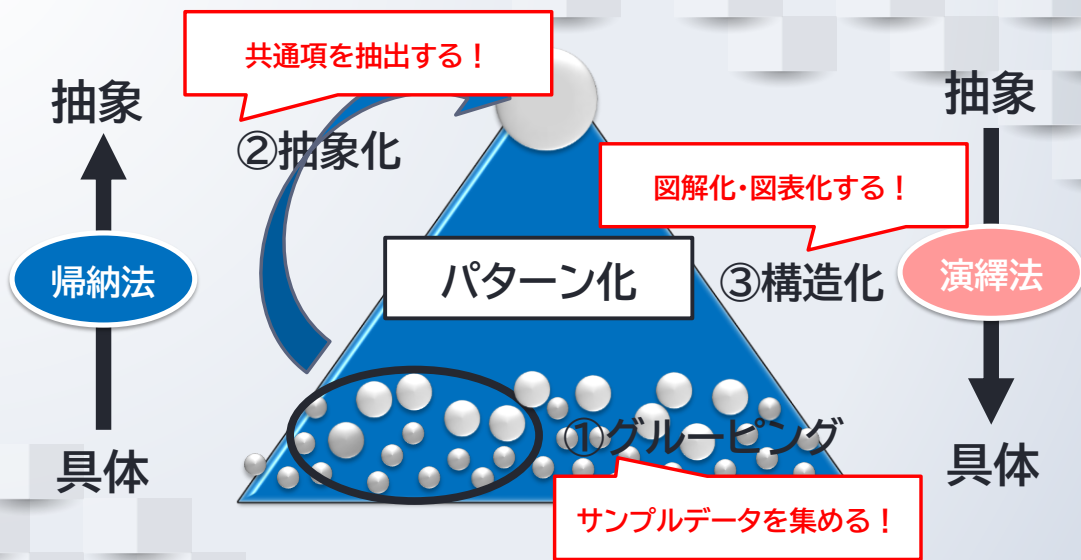 共通項を抽出する！
抽象
抽象
②抽象化
図解化・図表化する！
帰納法
パターン化
③構造化
演繹法
①グルーピング
具体
具体
サンプルデータを集める！